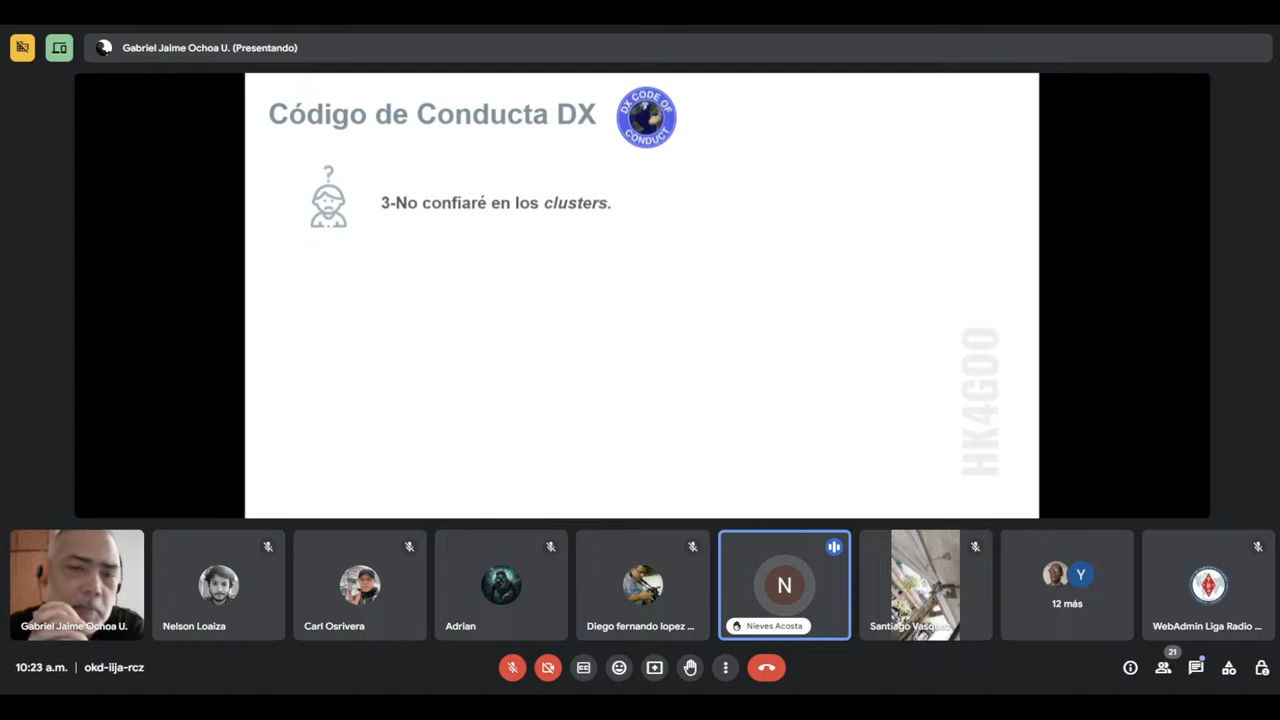 Gabriel Jaime Ochoa U. (Presentando)
Código de Conducta DX
DX CODE OF
CONDUCT
?
3-No confiaré en los clusters.
HK4GOO
Gabriel Jaime Ochoa U.
Nelson Loaiza
Carl Osrivera
Adrian
Diego fernando lopez ...
N
Nieves Acosta
Santiago Vasquez
Y
12 más
WebAdmin Liga Radio ...
10:23 a.m.
okd-iija-rcz
21